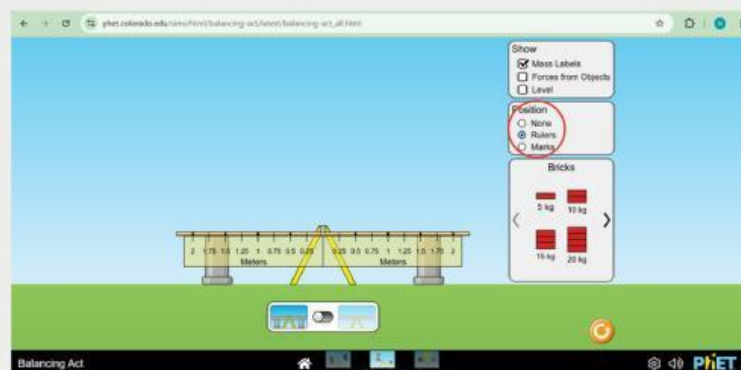 phet.colorado.edu/sims/html/balancing-act/latest/balancing-act_all.html
Show
Mass Labels
Forces from Objects
Level
Position
None
Rulers
Marks
Bricks
5 kg 10 kg
15 kg 20 kg
2 1.75 1.5 1.25 1 0.75 0.5 0.25 0.25 0.5 0.75 1 1.25 1.5 1.75 2
Meters Meters
Balancing Act
PhET